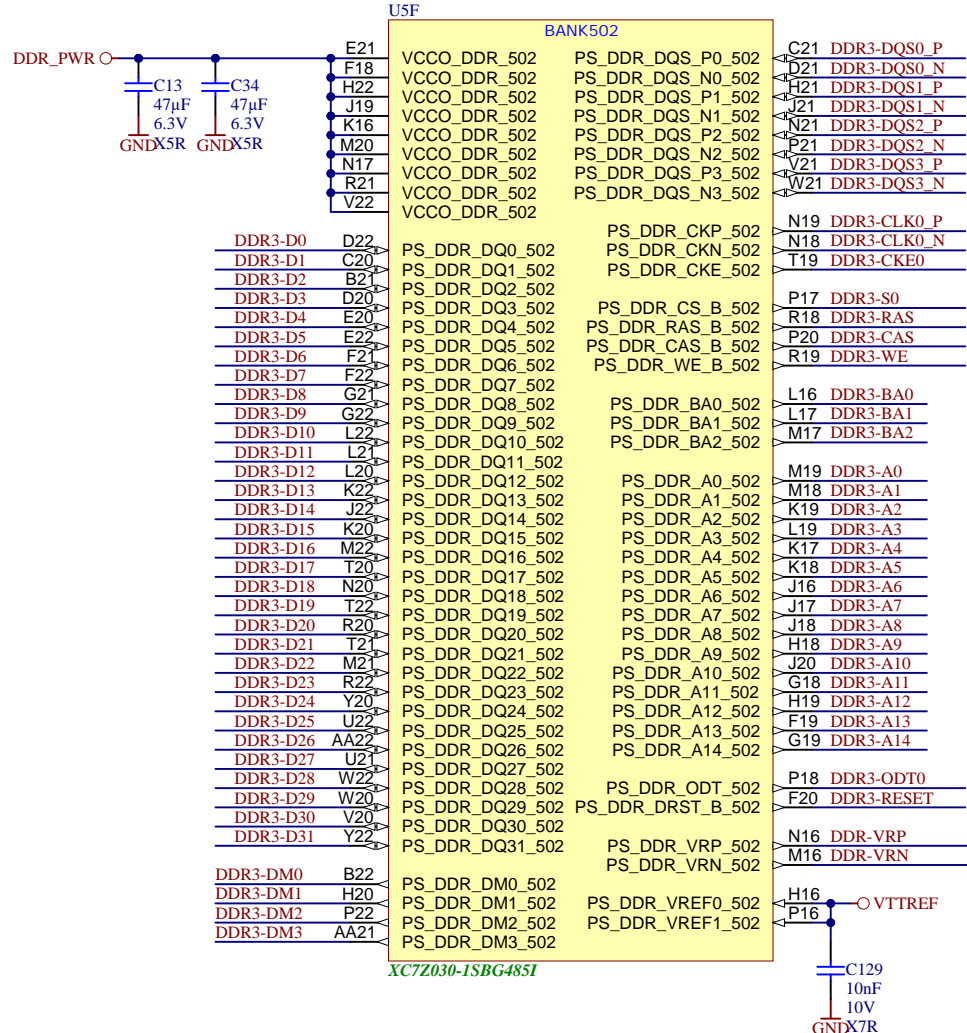 U5F
BANK502
DDR_PWR
C13
47µF
6.3V
X5R
GND
C34
47µF
6.3V
X5R
GND
E21 VCCO_DDR_502
F18 VCCO_DDR_502
H22 VCCO_DDR_502
J19 VCCO_DDR_502
K16 VCCO_DDR_502
M20 VCCO_DDR_502
N17 VCCO_DDR_502
R21 VCCO_DDR_502
V22 VCCO_DDR_502
DDR3-D0 D22 PS_DDR_DQ0_502
DDR3-D1 C20 PS_DDR_DQ1_502
DDR3-D2 B21 PS_DDR_DQ2_502
DDR3-D3 D20 PS_DDR_DQ3_502
DDR3-D4 E20 PS_DDR_DQ4_502
DDR3-D5 E22 PS_DDR_DQ5_502
DDR3-D6 F21 PS_DDR_DQ6_502
DDR3-D7 F22 PS_DDR_DQ7_502
DDR3-D8 G21 PS_DDR_DQ8_502
DDR3-D9 G22 PS_DDR_DQ9_502
DDR3-D10 L22 PS_DDR_DQ10_502
DDR3-D11 L21 PS_DDR_DQ11_502
DDR3-D12 L20 PS_DDR_DQ12_502
DDR3-D13 K22 PS_DDR_DQ13_502
DDR3-D14 J22 PS_DDR_DQ14_502
DDR3-D15 K20 PS_DDR_DQ15_502
DDR3-D16 M22 PS_DDR_DQ16_502
DDR3-D17 T20 PS_DDR_DQ17_502
DDR3-D18 N20 PS_DDR_DQ18_502
DDR3-D19 T22 PS_DDR_DQ19_502
DDR3-D20 R20 PS_DDR_DQ20_502
DDR3-D21 T21 PS_DDR_DQ21_502
DDR3-D22 M21 PS_DDR_DQ22_502
DDR3-D23 R22 PS_DDR_DQ23_502
DDR3-D24 Y20 PS_DDR_DQ24_502
DDR3-D25 U22 PS_DDR_DQ25_502
DDR3-D26 AA22 PS_DDR_DQ26_502
DDR3-D27 U21 PS_DDR_DQ27_502
DDR3-D28 W22 PS_DDR_DQ28_502
DDR3-D29 W20 PS_DDR_DQ29_502
DDR3-D30 V20 PS_DDR_DQ30_502
DDR3-D31 Y22 PS_DDR_DQ31_502
DDR3-DM0 B22 PS_DDR_DM0_502
DDR3-DM1 H20 PS_DDR_DM1_502
DDR3-DM2 P22 PS_DDR_DM2_502
DDR3-DM3 AA21 PS_DDR_DM3_502
PS_DDR_DQS_P0_502 C21 DDR3-DQS0_P
PS_DDR_DQS_N0_502 D21 DDR3-DQS0_N
PS_DDR_DQS_P1_502 H21 DDR3-DQS1_P
PS_DDR_DQS_N1_502 J21 DDR3-DQS1_N
PS_DDR_DQS_P2_502 N21 DDR3-DQS2_P
PS_DDR_DQS_N2_502 P21 DDR3-DQS2_N
PS_DDR_DQS_P3_502 V21 DDR3-DQS3_P
PS_DDR_DQS_N3_502 W21 DDR3-DQS3_N
PS_DDR_CKP_502 N19 DDR3-CLK0_P
PS_DDR_CKN_502 N18 DDR3-CLK0_N
PS_DDR_CKE_502 T19 DDR3-CKE0
PS_DDR_CS_B_502 P17 DDR3-S0
PS_DDR_RAS_B_502 R18 DDR3-RAS
PS_DDR_CAS_B_502 P20 DDR3-CAS
PS_DDR_WE_B_502 R19 DDR3-WE
PS_DDR_BA0_502 L16 DDR3-BA0
PS_DDR_BA1_502 L17 DDR3-BA1
PS_DDR_BA2_502 M17 DDR3-BA2
PS_DDR_A0_502 M19 DDR3-A0
PS_DDR_A1_502 M18 DDR3-A1
PS_DDR_A2_502 K19 DDR3-A2
PS_DDR_A3_502 L19 DDR3-A3
PS_DDR_A4_502 K17 DDR3-A4
PS_DDR_A5_502 K18 DDR3-A5
PS_DDR_A6_502 J16 DDR3-A6
PS_DDR_A7_502 J17 DDR3-A7
PS_DDR_A8_502 J18 DDR3-A8
PS_DDR_A9_502 H18 DDR3-A9
PS_DDR_A10_502 J20 DDR3-A10
PS_DDR_A11_502 G18 DDR3-A11
PS_DDR_A12_502 H19 DDR3-A12
PS_DDR_A13_502 F19 DDR3-A13
PS_DDR_A14_502 G19 DDR3-A14
PS_DDR_ODT_502 P18 DDR3-ODT0
PS_DDR_DRST_B_502 F20 DDR3-RESET
PS_DDR_VRP_502 N16 DDR-VRP
PS_DDR_VRN_502 M16 DDR-VRN
PS_DDR_VREF0_502 H16 VTTREF
PS_DDR_VREF1_502 P16
XC7Z030-1SBG485I
C129
10nF
10V
X7R
GND